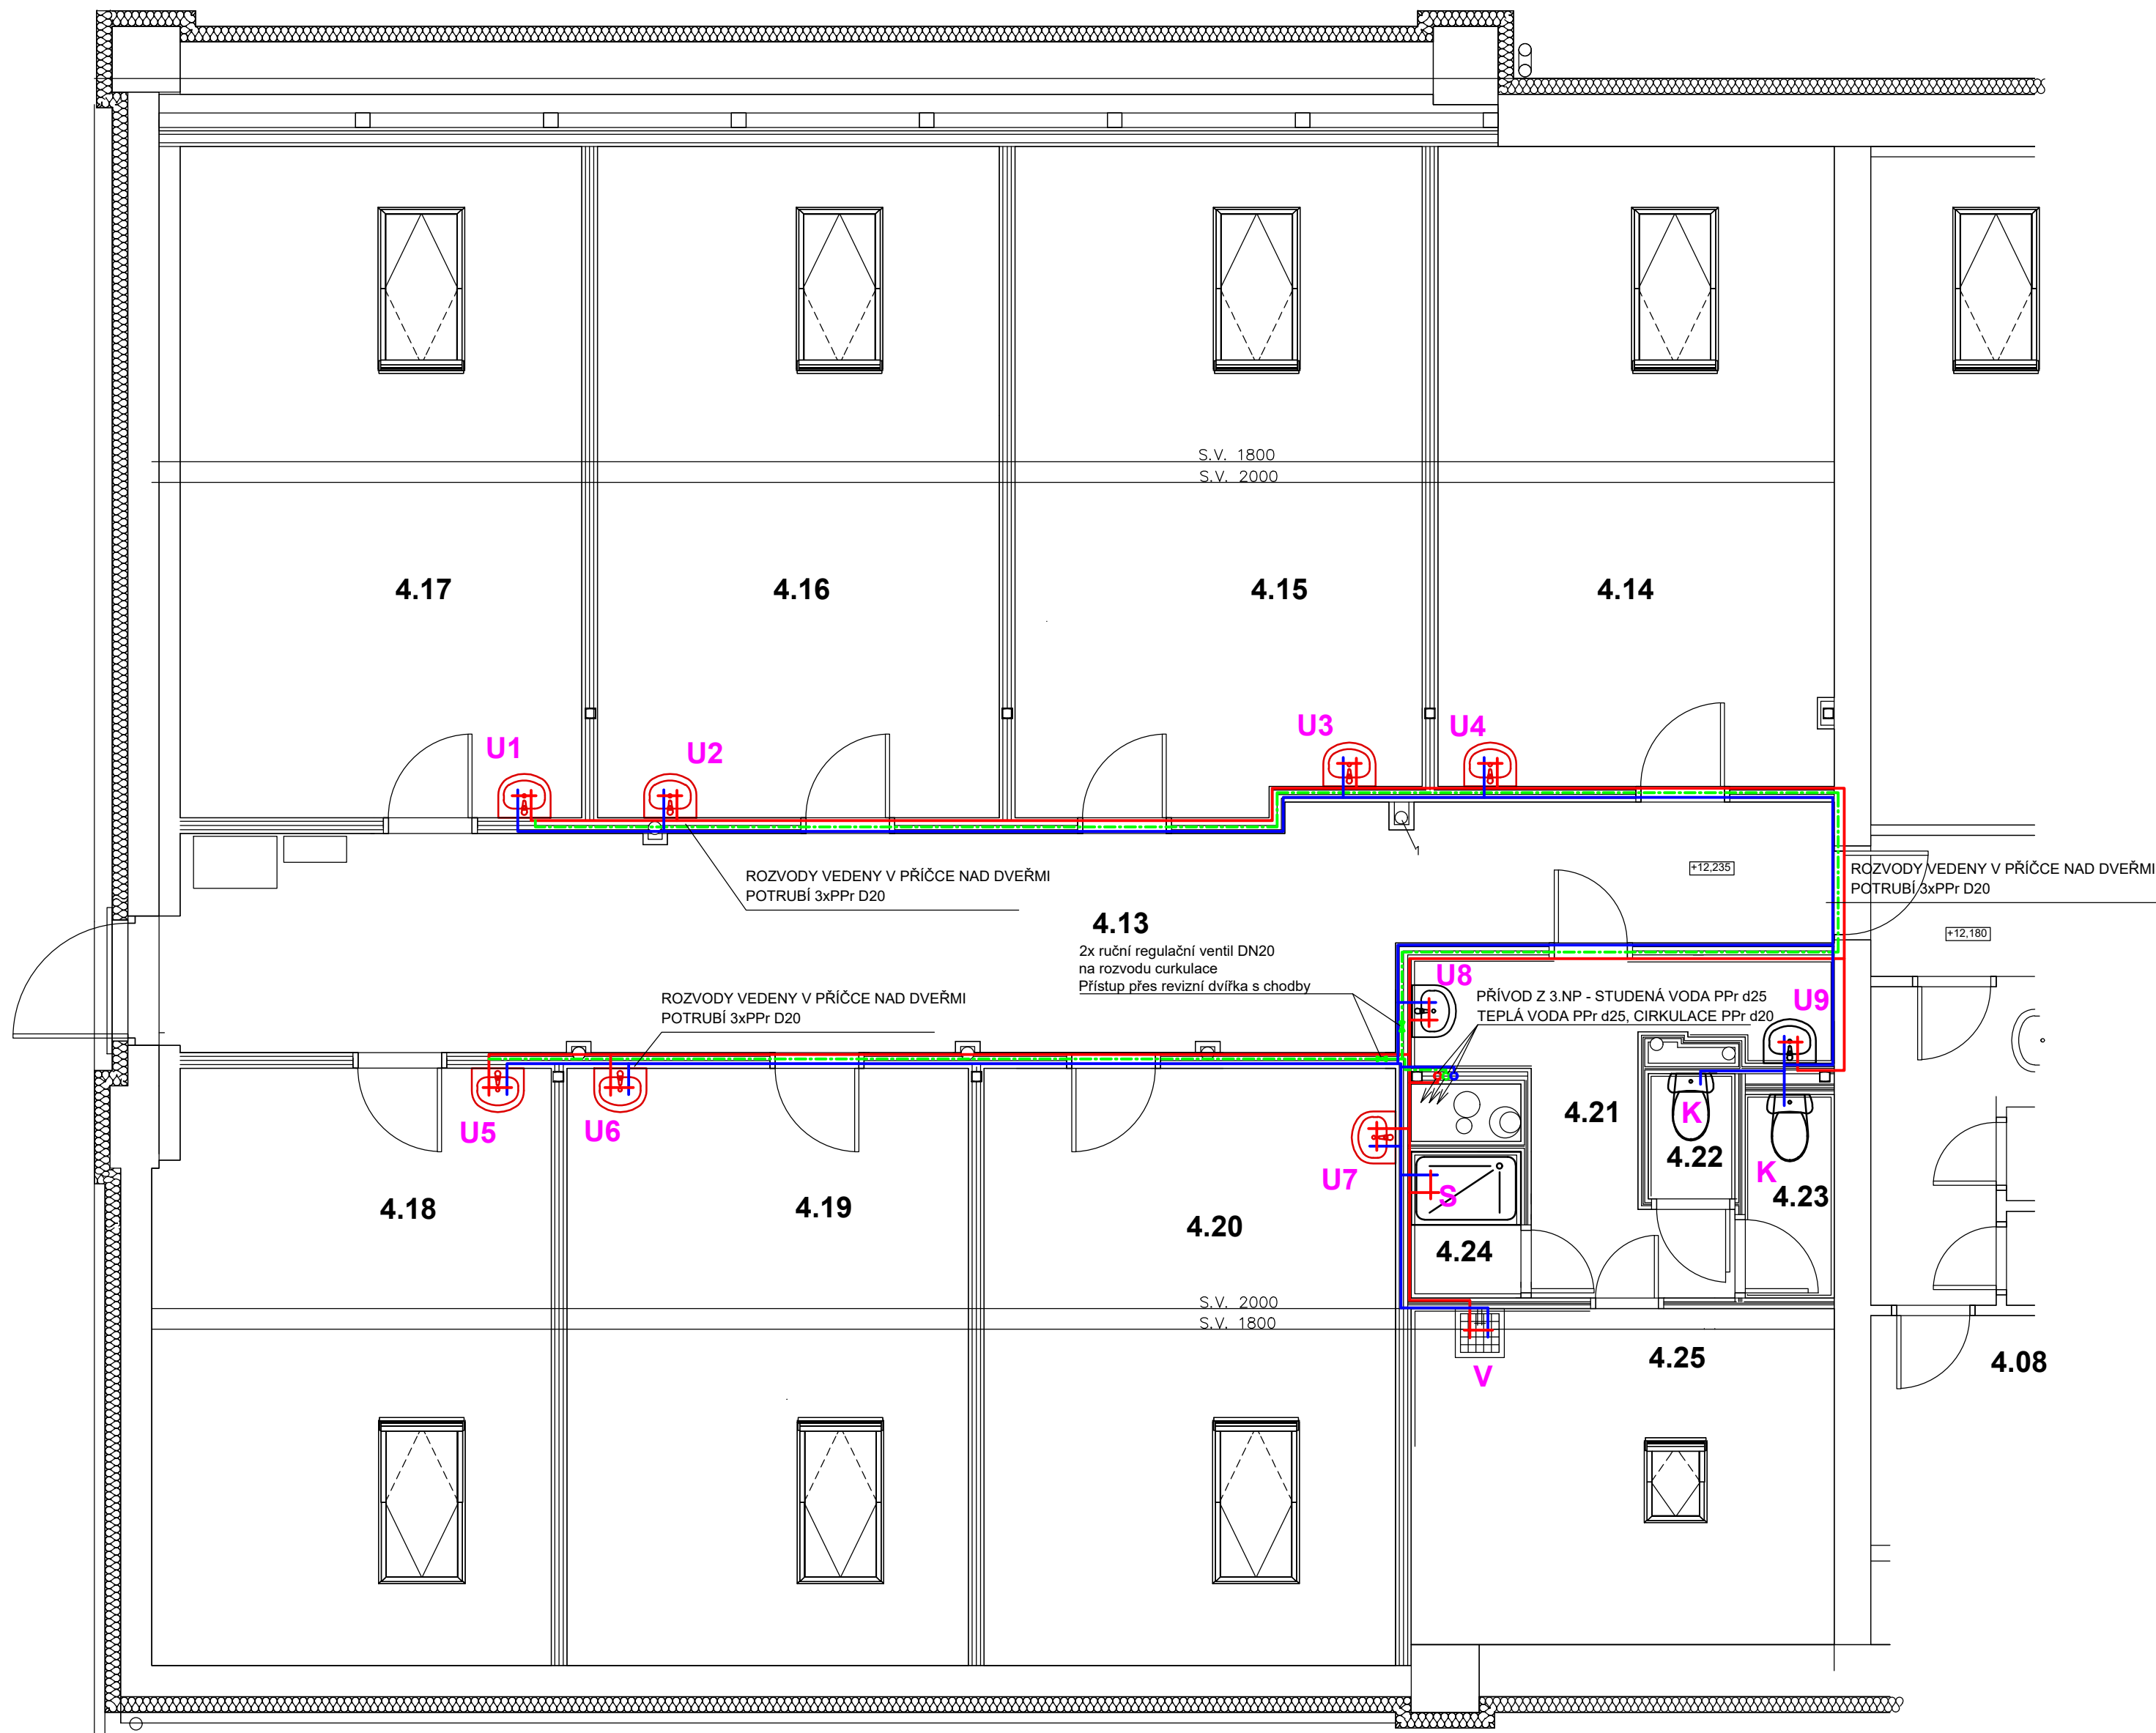 S.V. 1800
S.V. 2000
4.17
4.16
4.15
4.14
U1
U2
U3
U4
1
ROZVODY VEDENY V PŘÍČCE NAD DVEŘMI
POTRUBÍ 3xPPr D20
+12,235
ROZVODY VEDENY V PŘÍČCE NAD DVEŘMI
POTRUBÍ 3xPPr D20
+12,180
4.13
2x ruční regulační ventil DN20
na rozvodu curkulace
Přístup přes revizní dvířka s chodby
ROZVODY VEDENY V PŘÍČCE NAD DVEŘMI
POTRUBÍ 3xPPr D20
U8
PŘÍVOD Z 3.NP - STUDENÁ VODA PPr d25
TEPLÁ VODA PPr d25, CIRKULACE PPr d20
U9
U5
U6
U7
4.21
K
4.22
K
4.23
S
4.24
4.18
4.19
4.20
S.V. 2000
S.V. 1800
V
4.25
4.08